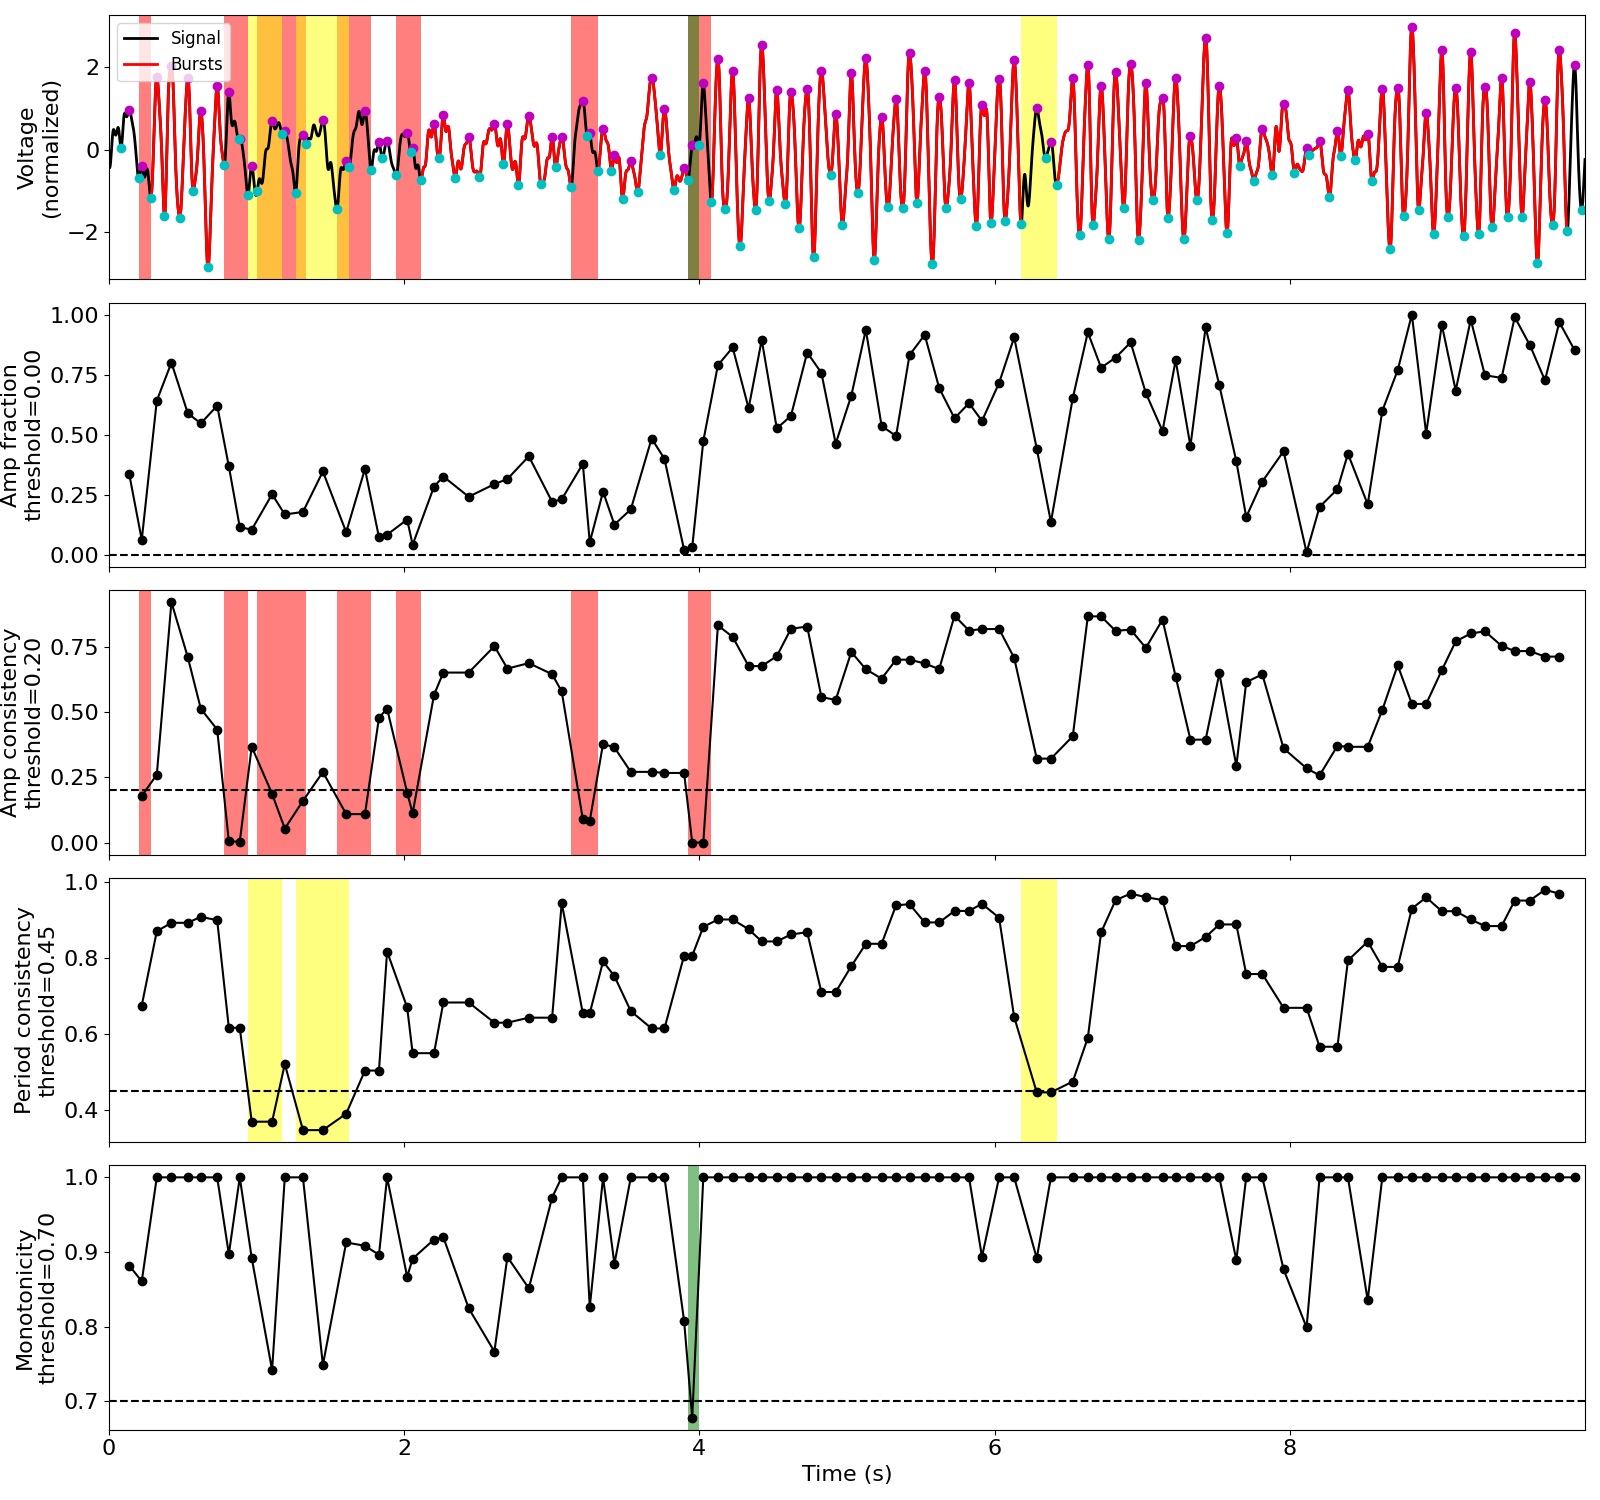 Signal
Bursts
Voltage
(normalized)
2
0
−2
Amp fraction
threshold=0.00
1.00
0.75
0.50
0.25
0.00
Amp consistency
threshold=0.20
0.75
0.50
0.25
0.00
Period consistency
threshold=0.45
1.0
0.8
0.6
0.4
Monotonicity
threshold=0.70
1.0
0.9
0.8
0.7
0
2
4
6
8
Time (s)